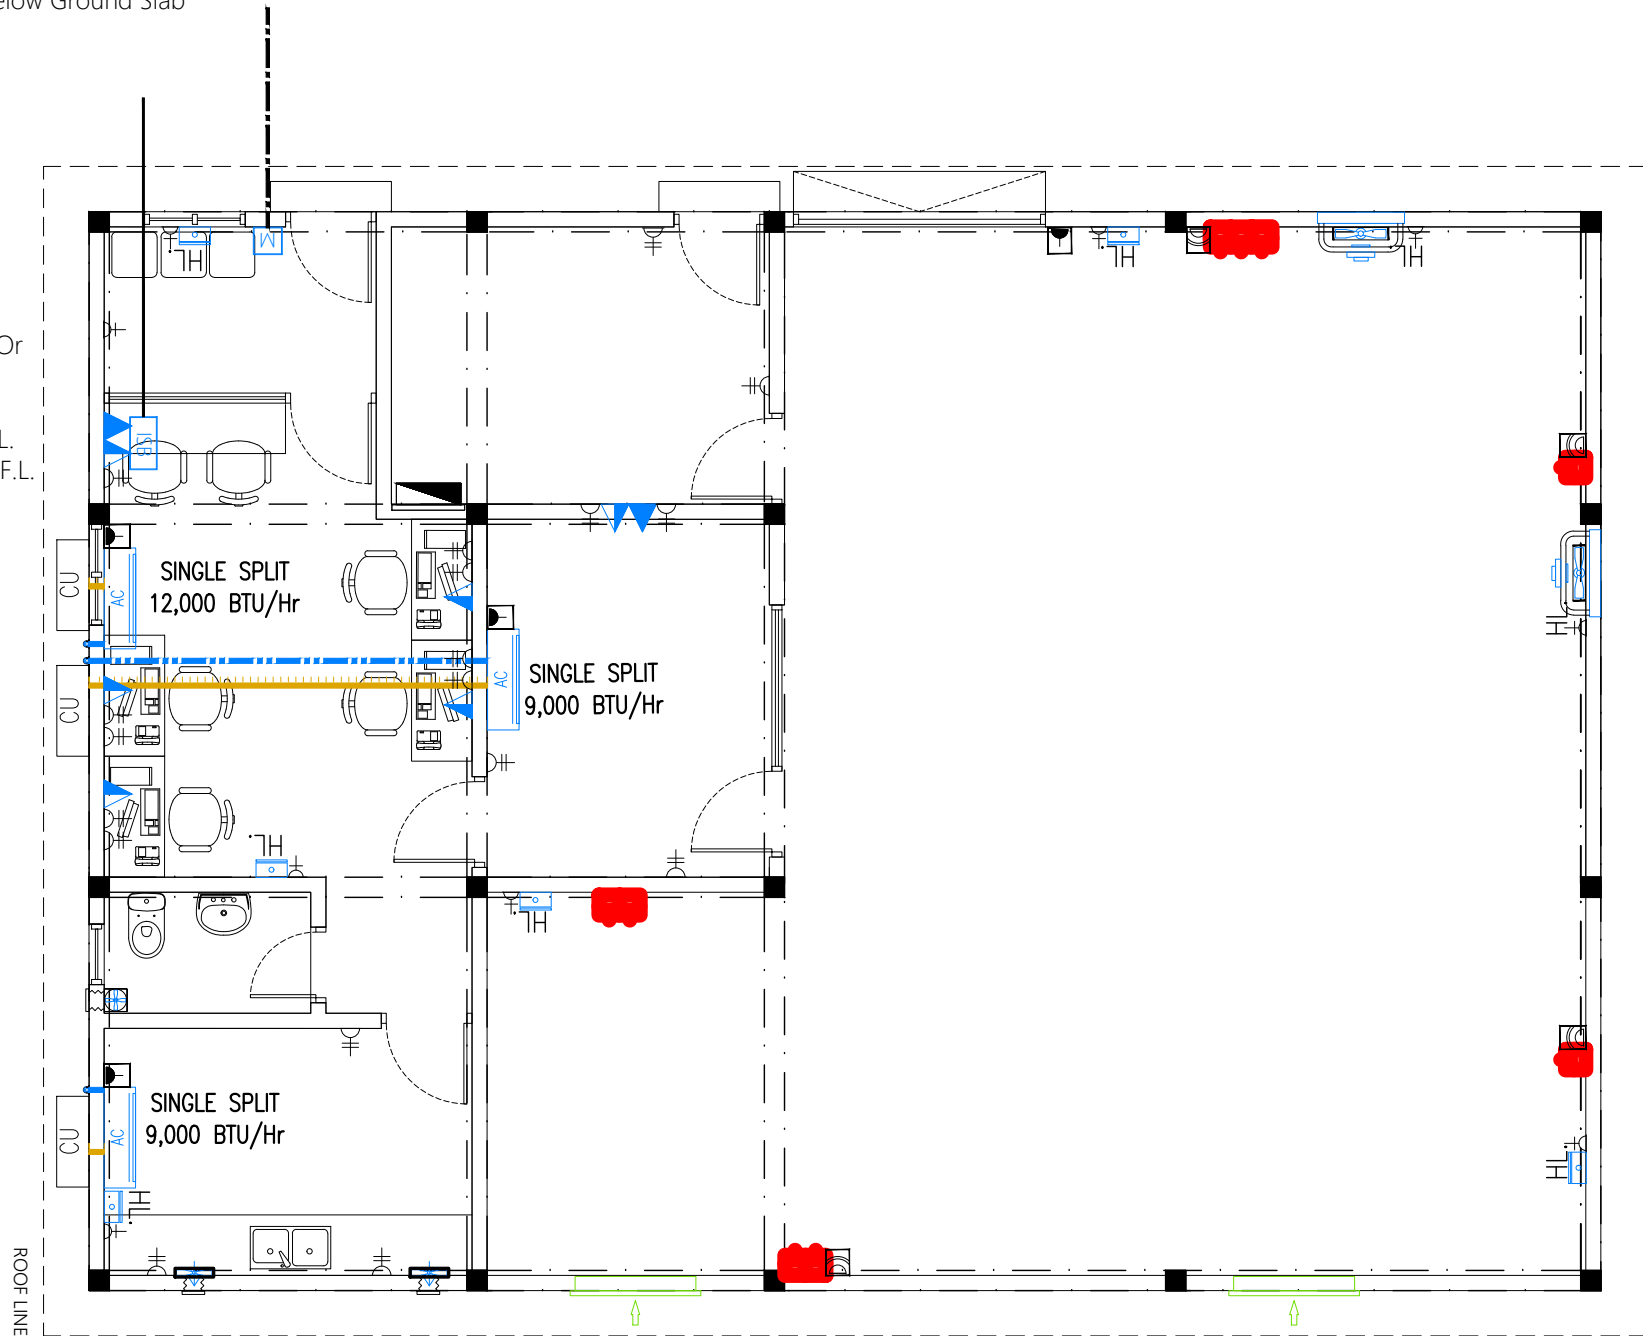 elow Ground Slab
HL.
HL
HL
Or
ISB
L.
F.L.
CU
AC
SINGLE SPLIT
12,000 BTU/Hr
CU
AC
SINGLE SPLIT
9,000 BTU/Hr
HL
HL.
HL.
CU
AC
SINGLE SPLIT
9,000 BTU/Hr
HL
HL.
ROOF LINE